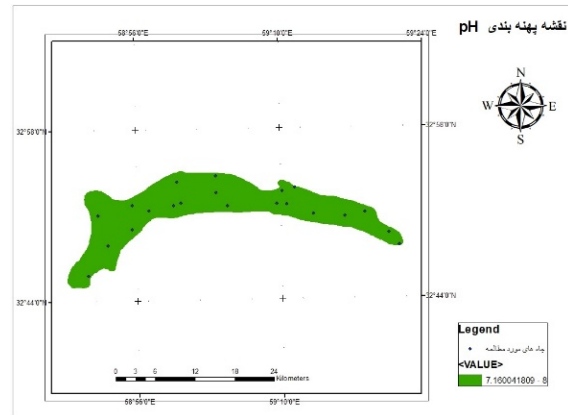 نقشه پهنه بندی pH
58°56'0"E
59°10'0"E
59°24'0"E
N
W
E
S
32°58'0"N
32°58'0"N
32°44'0"N
32°44'0"N
0 3 6 12 18 24
Kilometers
58°56'0"E
59°10'0"E
Legend
چاه های مورد مطالعه
<VALUE>
7.160041809 - 8